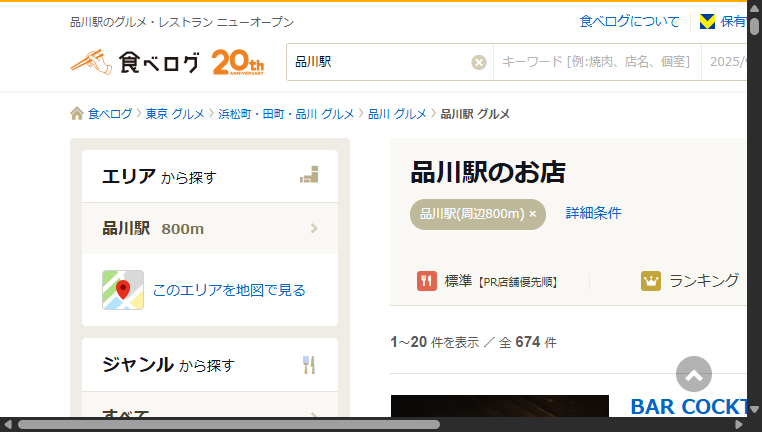 品川駅のグルメ・レストラン ニューオープン
食べログについて
保有
食べログ 20th ANNIVERSARY
品川駅
キーワード [例:焼肉、店名、個室]
2025/
食べログ > 東京 グルメ > 浜松町・田町・品川 グルメ > 品川 グルメ > 品川駅 グルメ
エリア から探す
品川駅 800m
このエリアを地図で見る
ジャンル から探す
すべて
品川駅のお店
品川駅(周辺800m) ×
詳細条件
標準【PR店舗優先順】
ランキング
1～20 件を表示 ／ 全 674 件
BAR COCKT